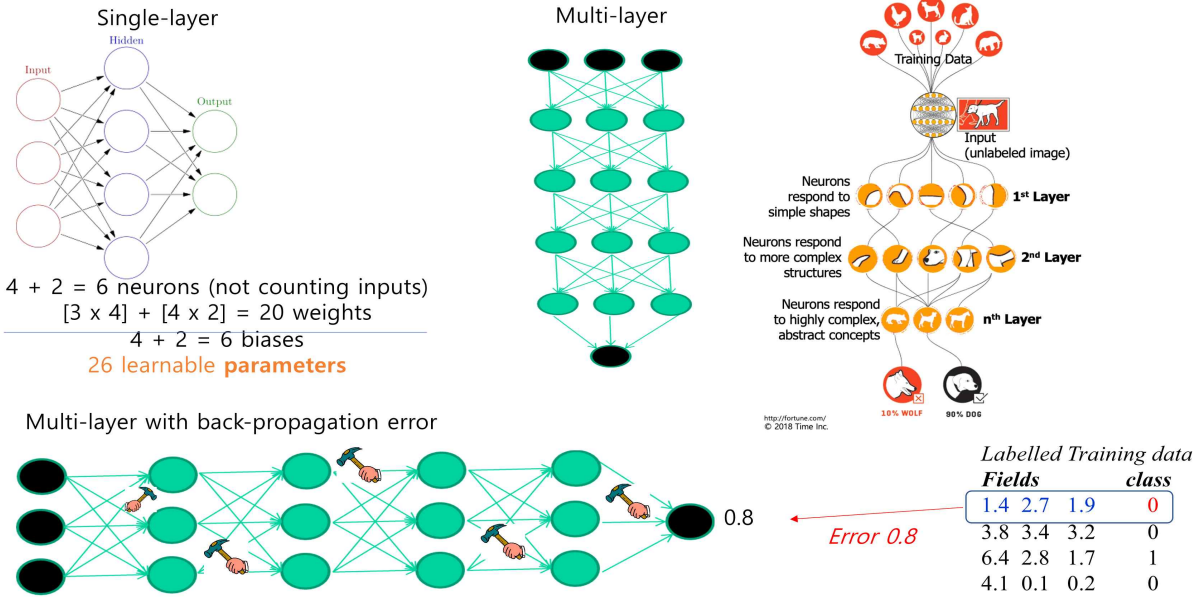 Single-layer
Hidden
Input
Output
4 + 2 = 6 neurons (not counting inputs)
[3 x 4] + [4 x 2] = 20 weights
4 + 2 = 6 biases
26 learnable parameters
Multi-layer
Training Data
Input
(unlabeled image)
Neurons
respond to
simple shapes
1st Layer
Neurons respond
to more complex
structures
2nd Layer
Neurons respond
to highly complex,
abstract concepts
nth Layer
10% WOLF
90% DOG
http://fortune.com/
© 2018 Time Inc.
Multi-layer with back-propagation error
0.8
Error 0.8
Labelled Training data
Fields class
1.4 2.7 1.9 0
3.8 3.4 3.2 0
6.4 2.8 1.7 1
4.1 0.1 0.2 0